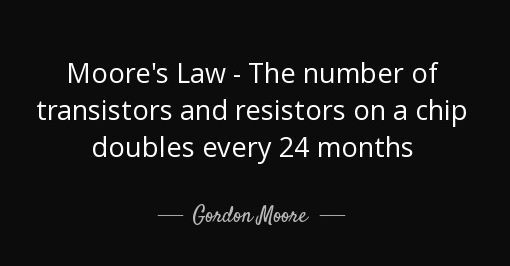 Moore's Law - The number of
transistors and resistors on a chip
doubles every 24 months
Gordon Moore